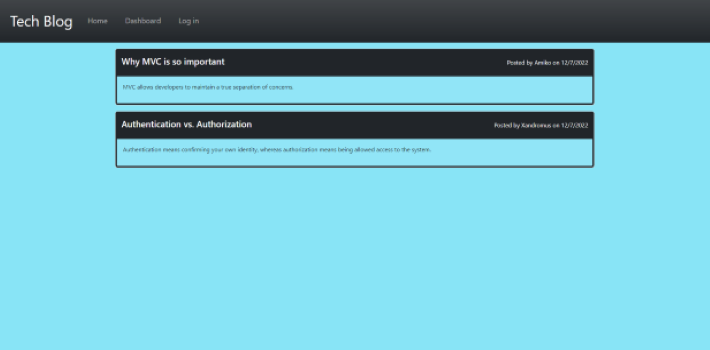 Tech Blog Home Dashboard Log in
Why MVC is so important Posted by Amiko on 12/7/2022
MVC allows developers to maintain a true separation of concerns.
Authentication vs. Authorization Posted by Xandromus on 12/7/2022
Authentication means confirming your own identity, whereas authorization means being allowed access to the system.